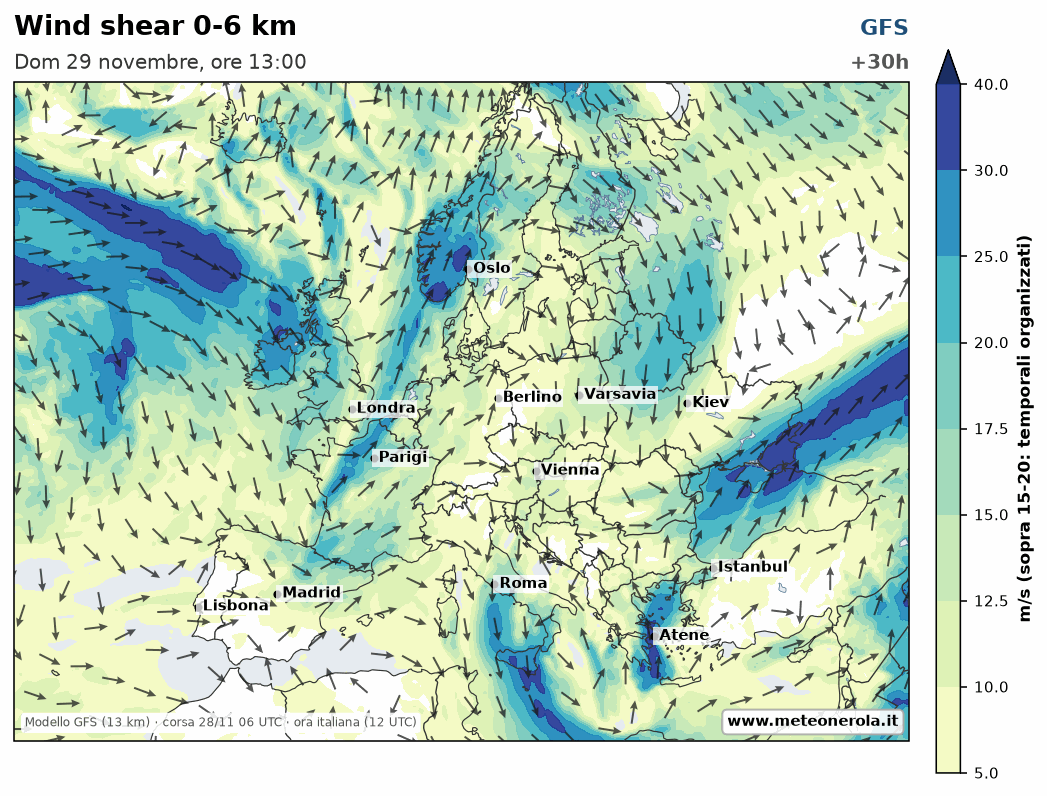 Wind shear 0-6 km
GFS
Dom 29 novembre, ore 13:00
+30h
40.0
30.0
25.0
20.0
17.5
15.0
12.5
10.0
5.0
m/s (sopra 15-20: temporali organizzati)
Oslo
Berlino
Varsavia
Kiev
Londra
Parigi
Vienna
Istanbul
Roma
Madrid
Lisbona
Atene
Modello GFS (13 km) · corsa 28/11 06 UTC · ora italiana (12 UTC)
www.meteonerola.it